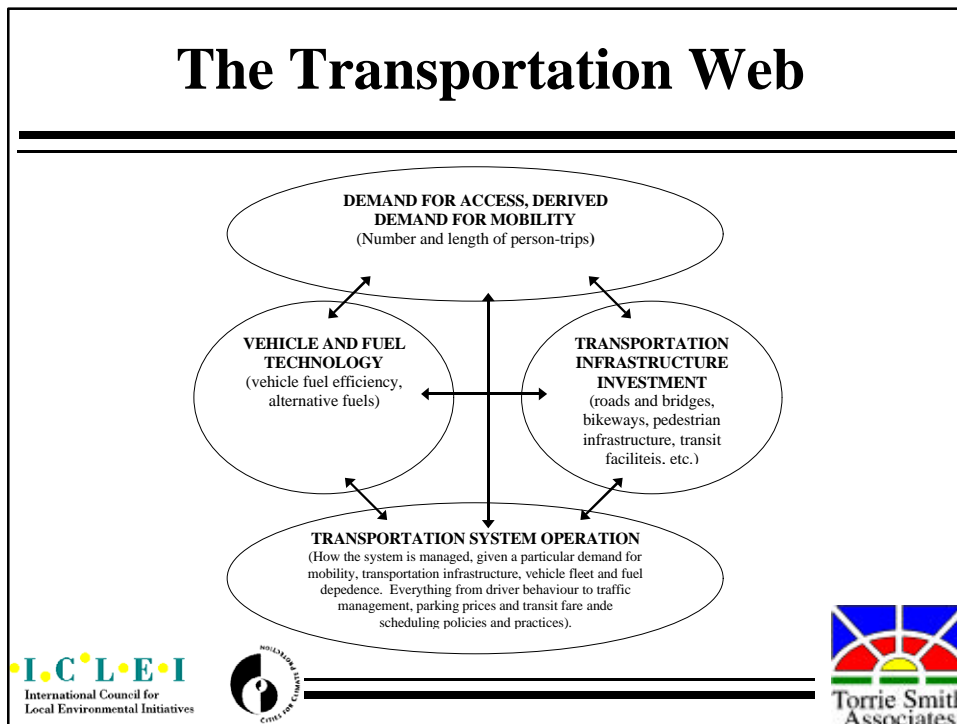 The Transportation Web
DEMAND FOR ACCESS, DERIVED
DEMAND FOR MOBILITY
(Number and length of person-trips)
VEHICLE AND FUEL
TECHNOLOGY
(vehicle fuel efficiency,
alternative fuels)
TRANSPORTATION
INFRASTRUCTURE
INVESTMENT
(roads and bridges,
bikeways, pedestrian
infrastructure, transit
faciliteis, etc.)
TRANSPORTATION SYSTEM OPERATION
(How the system is managed, given a particular demand for
mobility, transportation infrastructure, vehicle fleet and fuel
depedence. Everything from driver behaviour to traffic
management, parking prices and transit fare ande
scheduling policies and practices).
I·C·L·E·I
International Council for
Local Environmental Initiatives
CITIES FOR CLIMATE PROTECTION
Torrie Smith
Associates